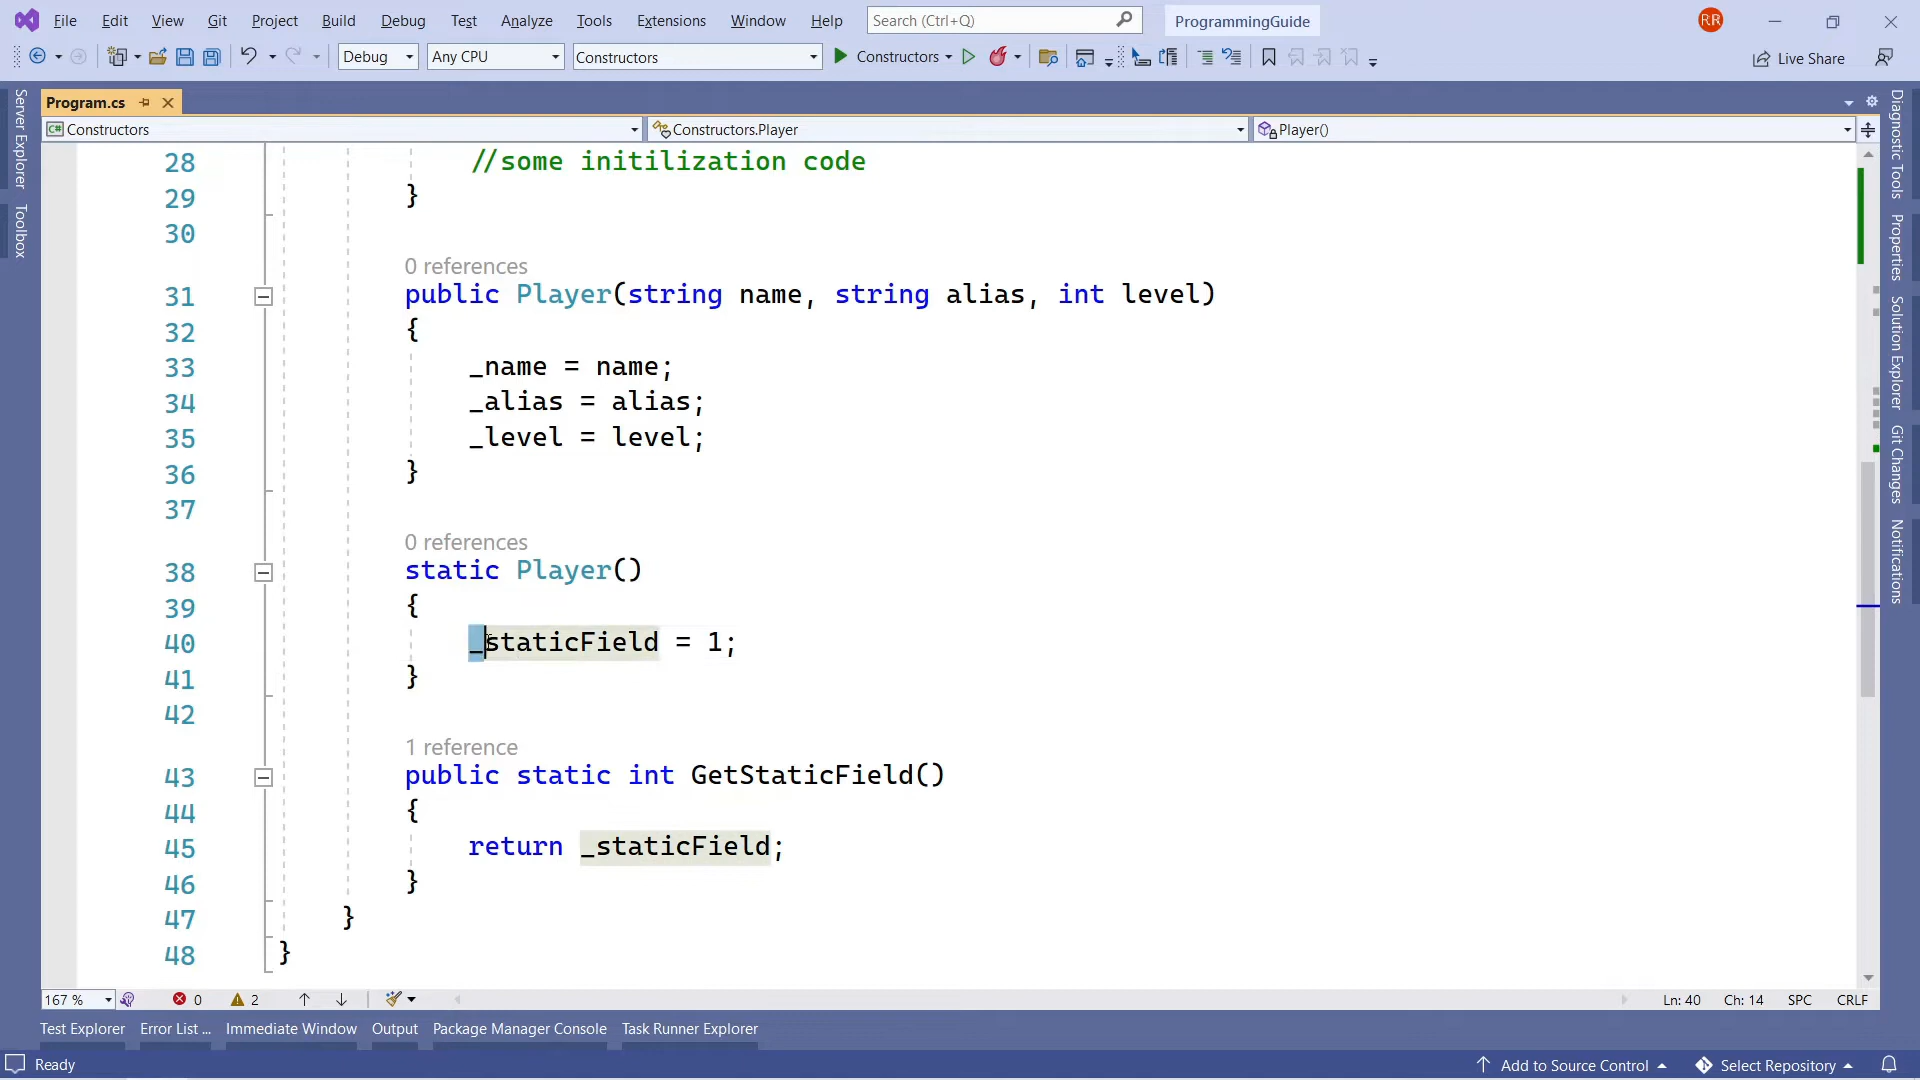 File Edit View Git Project Build Debug Test Analyze Tools Extensions Window Help Search (Ctrl+Q) ProgrammingGuide RR
Debug Any CPU Constructors Constructors Live Share
Server Explorer
Toolbox
Program.cs
C# Constructors Constructors.Player Player()
28 //some initilization code
29 }
30
0 references
31 public Player(string name, string alias, int level)
32 {
33 _name = name;
34 _alias = alias;
35 _level = level;
36 }
37
0 references
38 static Player()
39 {
40 _staticField = 1;
41 }
42
1 reference
43 public static int GetStaticField()
44 {
45 return _staticField;
46 }
47 }
48 }
Diagnostic Tools
Properties
Solution Explorer
Git Changes
Notifications
167 % 0 2 Ln: 40 Ch: 14 SPC CRLF
Test Explorer Error List ... Immediate Window Output Package Manager Console Task Runner Explorer
Ready Add to Source Control Select Repository